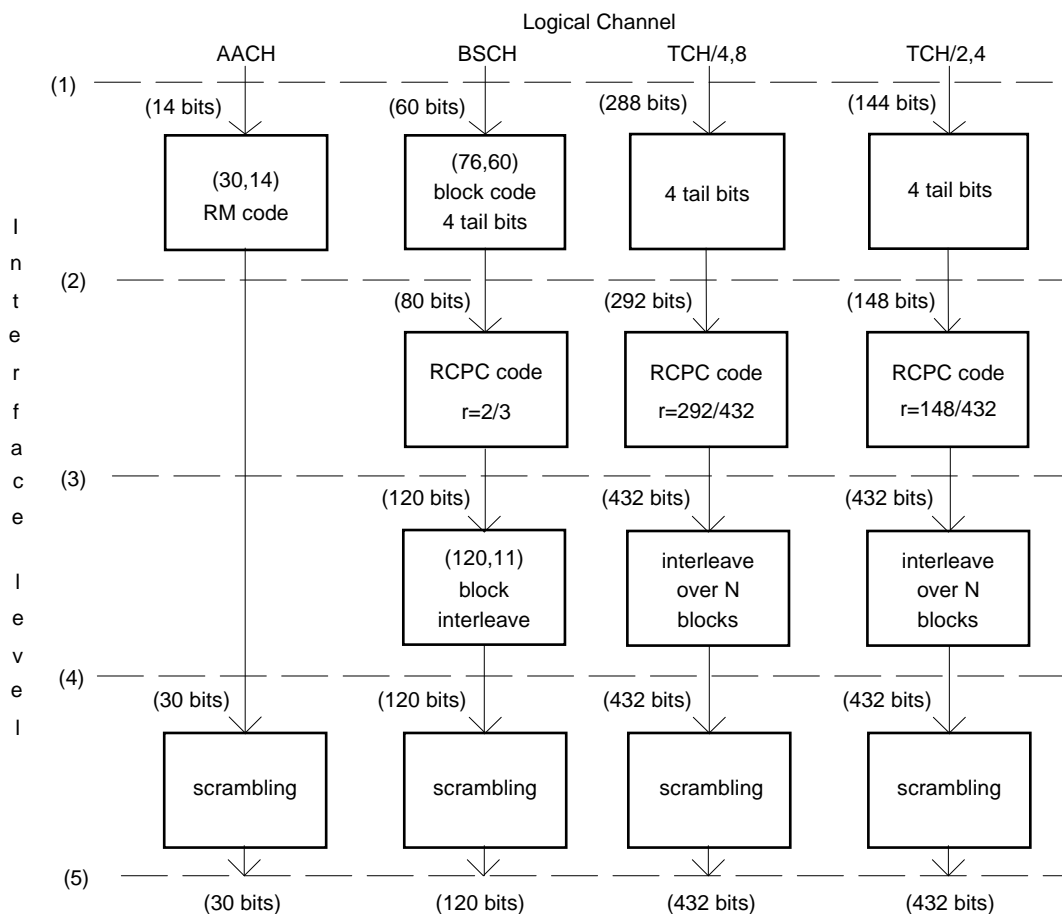 Logical Channel
AACH BSCH TCH/4,8 TCH/2,4
(1)
(14 bits) (60 bits) (288 bits) (144 bits)
(30,14)
RM code
(76,60)
block code
4 tail bits
4 tail bits
4 tail bits
(2)
(80 bits) (292 bits) (148 bits)
RCPC code
r=2/3
RCPC code
r=292/432
RCPC code
r=148/432
(3)
(120 bits) (432 bits) (432 bits)
(120,11)
block
interleave
interleave
over N
blocks
interleave
over N
blocks
(4)
(30 bits) (120 bits) (432 bits) (432 bits)
scrambling scrambling scrambling scrambling
(5)
(30 bits) (120 bits) (432 bits) (432 bits)
Interface level